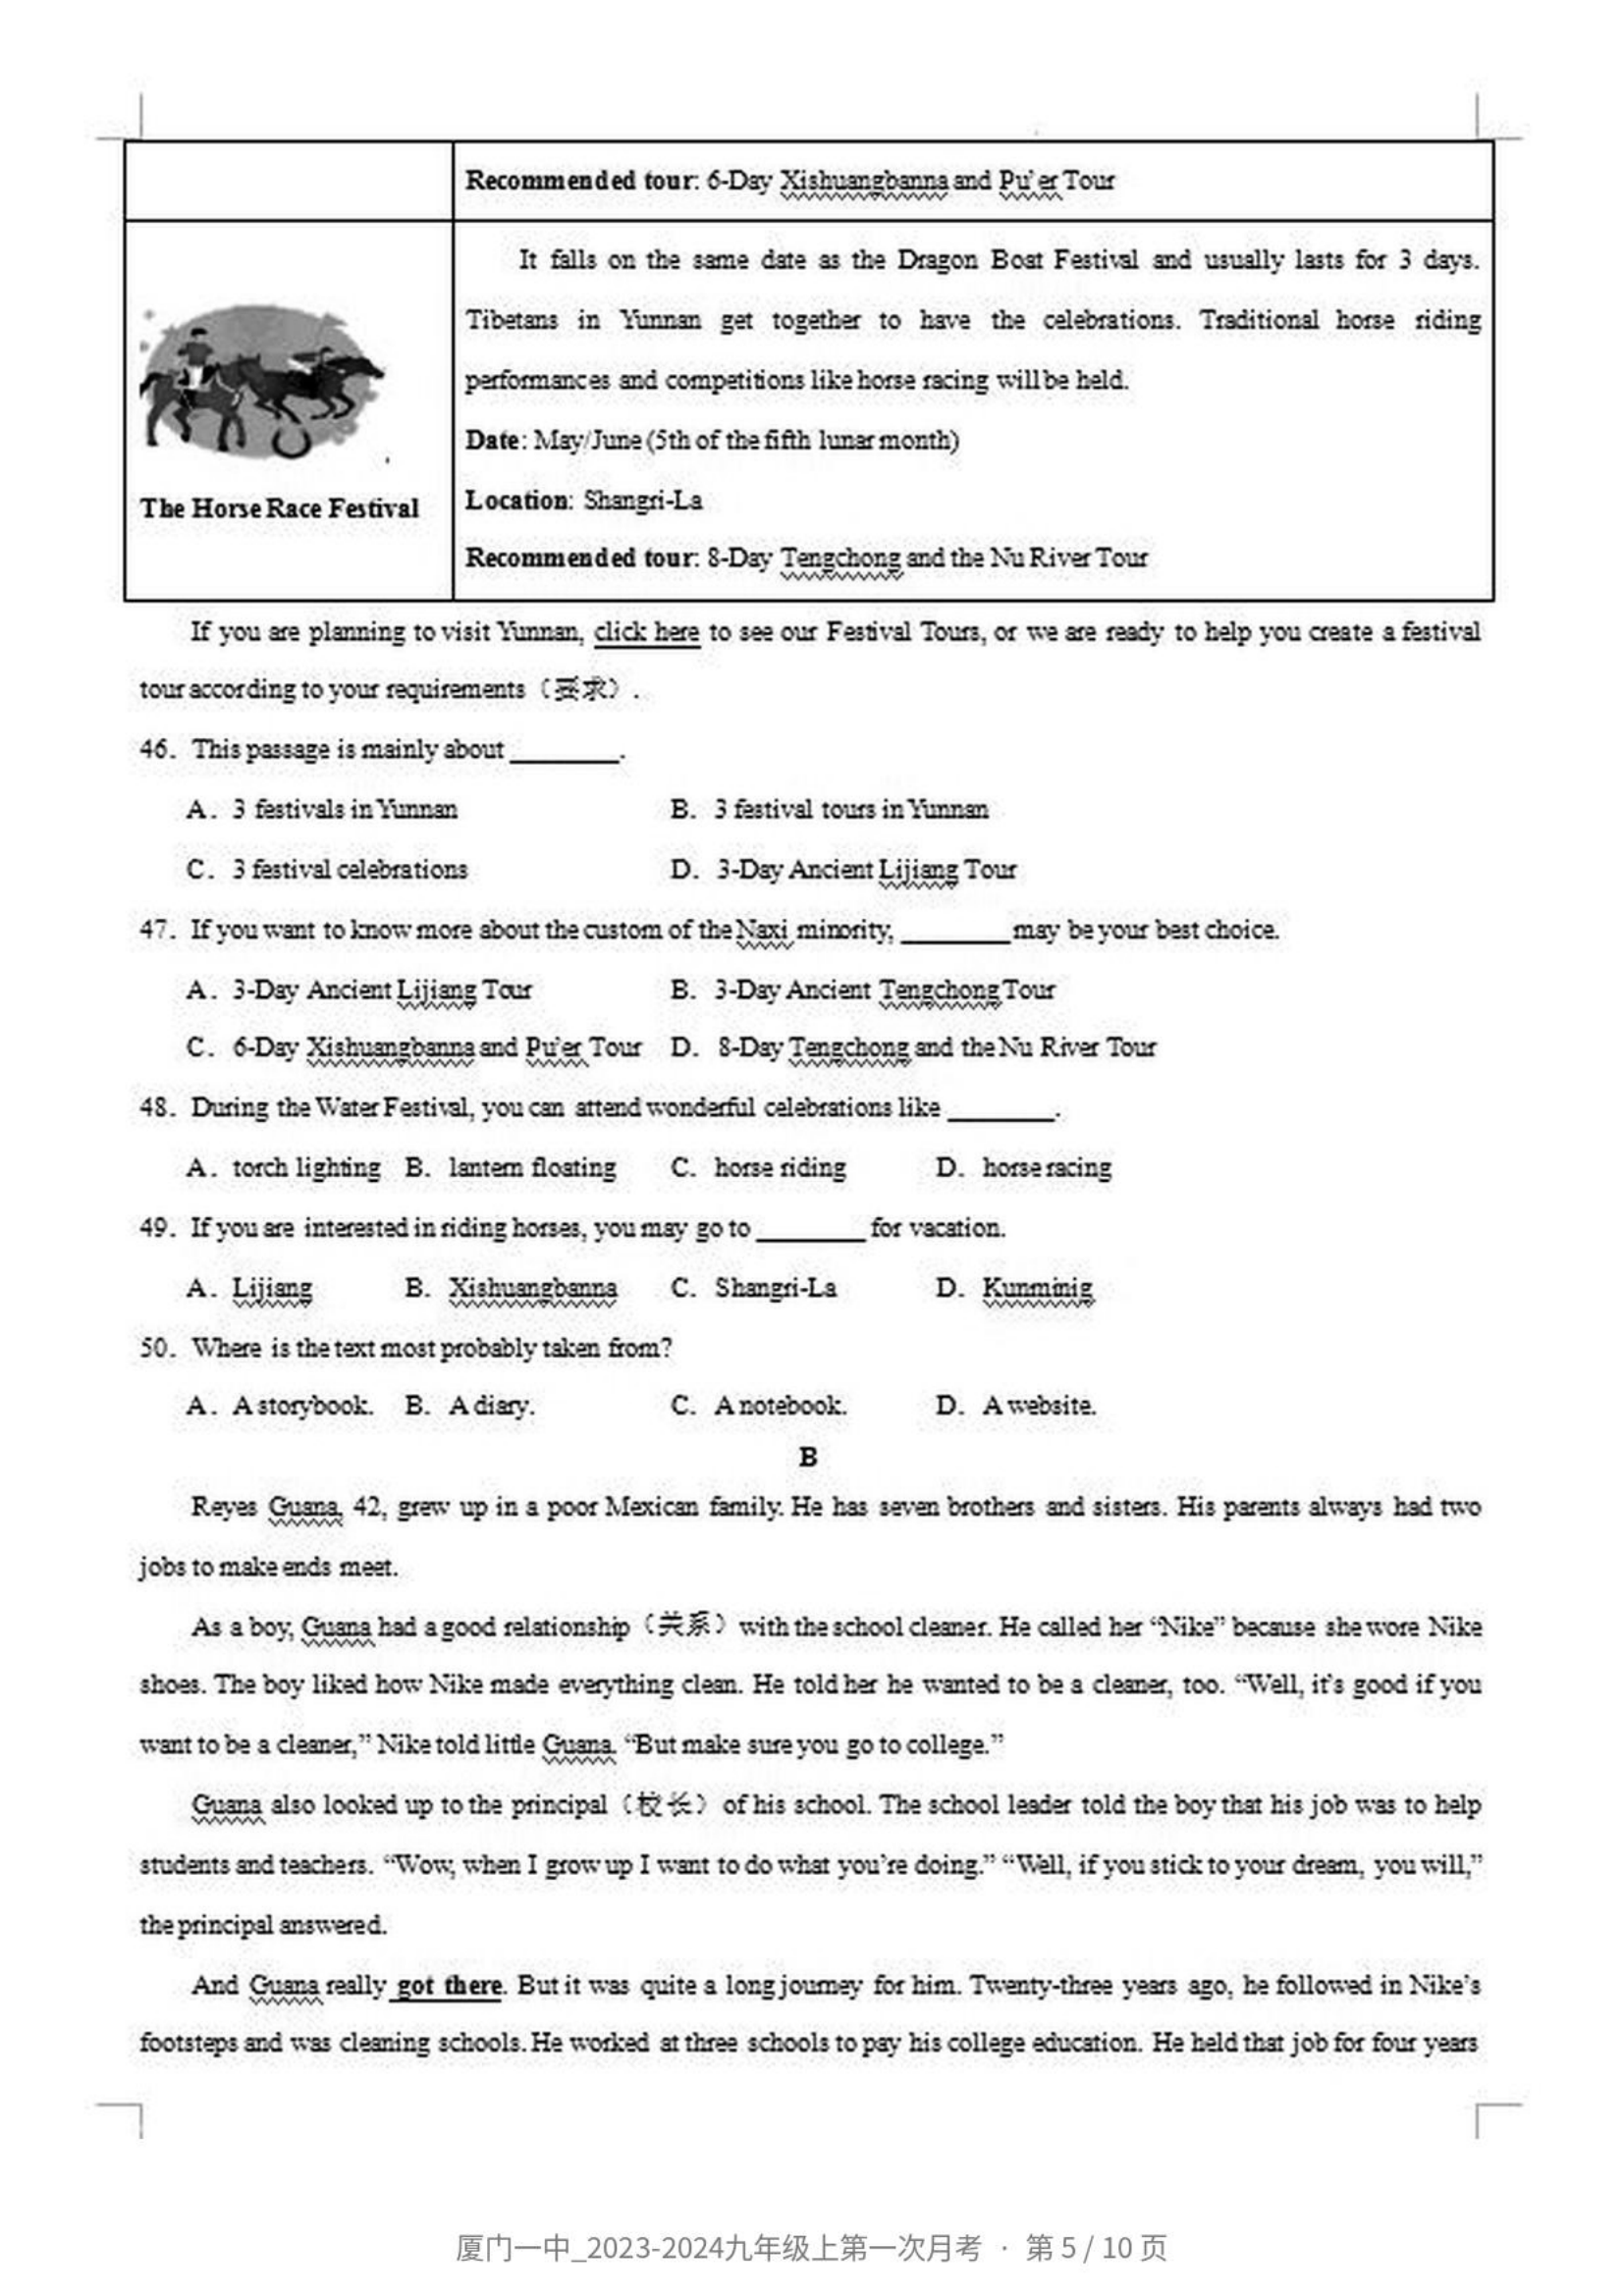 Recommended tour: 6-Day Xishuangbanna and Pu'er Tour
It falls on the same date as the Dragon Boat Festival and usually lasts for 3 days.
Tibetans in Yunnan get together to have the celebrations. Traditional horse riding
performances and competitions like horse racing will be held.
Date: May/June (5th of the fifth lunar month)
The Horse Race Festival
Location: Shangri-La
Recommended tour: 8-Day Tengchong and the Nu River Tour
If you are planning to visit Yunnan, click here to see our Festival Tours, or we are ready to help you create a festival
tour according to your requirements（要求）.
46. This passage is mainly about ________.
A. 3 festivals in Yunnan B. 3 festival tours in Yunnan
C. 3 festival celebrations D. 3-Day Ancient Lijiang Tour
47. If you want to know more about the custom of the Naxi minority, ________ may be your best choice.
A. 3-Day Ancient Lijiang Tour B. 3-Day Ancient Tengchong Tour
C. 6-Day Xishuangbanna and Pu'er Tour D. 8-Day Tengchong and the Nu River Tour
48. During the Water Festival, you can attend wonderful celebrations like ________.
A. torch lighting B. lantern floating C. horse riding D. horse racing
49. If you are interested in riding horses, you may go to ________ for vacation.
A. Lijiang B. Xishuangbanna C. Shangri-La D. Kunminig
50. Where is the text most probably taken from?
A. A storybook. B. A diary. C. A notebook. D. A website.
B
Reyes Guana, 42, grew up in a poor Mexican family. He has seven brothers and sisters. His parents always had two
jobs to make ends meet.
As a boy, Guana had a good relationship（关系）with the school cleaner. He called her “Nike” because she wore Nike
shoes. The boy liked how Nike made everything clean. He told her he wanted to be a cleaner, too. “Well, it's good if you
want to be a cleaner,” Nike told little Guana. “But make sure you go to college.”
Guana also looked up to the principal（校长）of his school. The school leader told the boy that his job was to help
students and teachers. “Wow, when I grow up I want to do what you're doing.” “Well, if you stick to your dream, you will,”
the principal answered.
And Guana really got there. But it was quite a long journey for him. Twenty-three years ago, he followed in Nike's
footsteps and was cleaning schools. He worked at three schools to pay his college education. He held that job for four years
厦门一中_2023-2024九年级上第一次月考 · 第 5 / 10 页